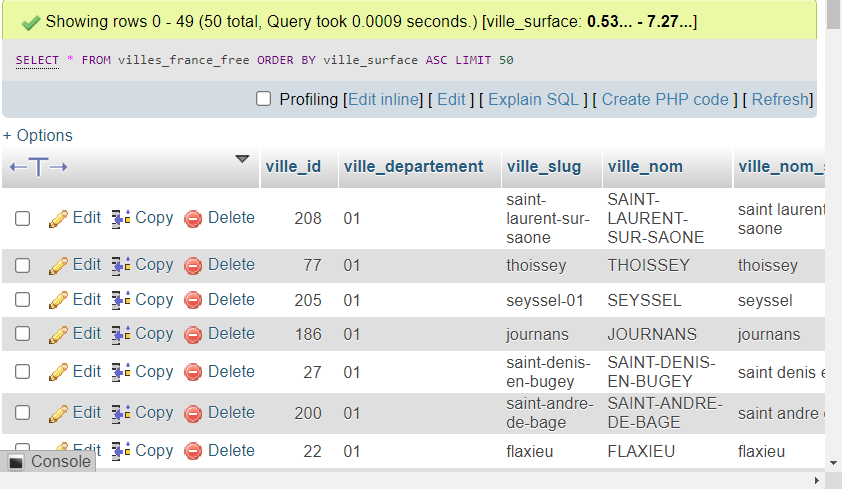 Showing rows 0 - 49 (50 total, Query took 0.0009 seconds.) [ville_surface: 0.53... - 7.27...]
SELECT * FROM villes_france_free ORDER BY ville_surface ASC LIMIT 50
Profiling [Edit inline] [ Edit ] [ Explain SQL ] [ Create PHP code ] [ Refresh]
+ Options
←T→ ville_id ville_departement ville_slug ville_nom ville_nom_s
Edit Copy Delete 208 01 saint-laurent-sur-saone SAINT-LAURENT-SUR-SAONE saint laurent saone
Edit Copy Delete 77 01 thoissey THOISSEY thoissey
Edit Copy Delete 205 01 seyssel-01 SEYSSEL seyssel
Edit Copy Delete 186 01 journans JOURNANS journans
Edit Copy Delete 27 01 saint-denis-en-bugey SAINT-DENIS-EN-BUGEY saint denis e
Edit Copy Delete 200 01 saint-andre-de-bage SAINT-ANDRE-DE-BAGE saint andre
Edit Copy Delete 22 01 flaxieu FLAXIEU flaxieu
Console